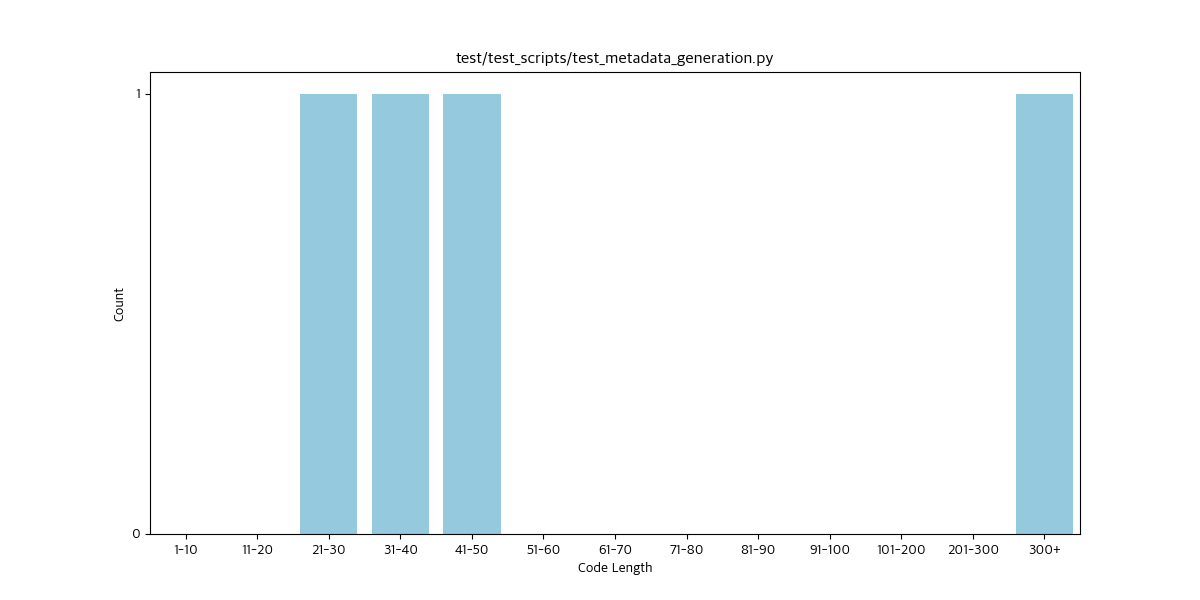 test/test_scripts/test_metadata_generation.py
1
Count
0
1-10 11-20 21-30 31-40 41-50 51-60 61-70 71-80 81-90 91-100 101-200 201-300 300+
Code Length